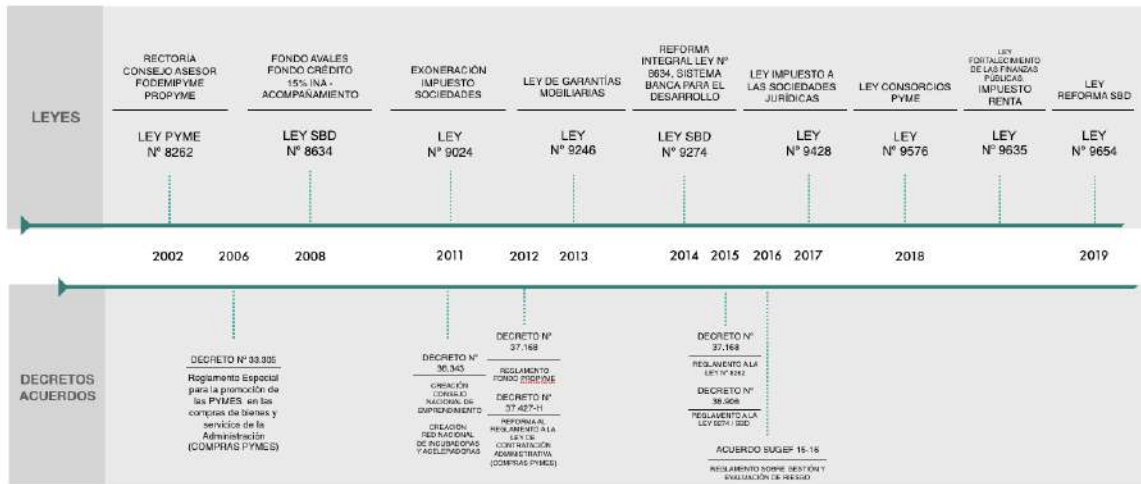 LEYES
RECTORÍA
CONSEJO ASESOR
FODEMIPYME
PROPYME
LEY PYME
N° 8262
FONDO AVALES
FONDO CRÉDITO
15% INA -
ACOMPAÑAMIENTO
LEY SBD
N° 8634
EXONERACIÓN
IMPUESTO
SOCIEDADES
LEY
N° 9024
LEY DE GARANTÍAS
MOBILIARIAS
LEY
N° 9246
REFORMA
INTEGRAL LEY N°
8634, SISTEMA
BANCA PARA EL
DESARROLLO
LEY SBD
N° 9274
LEY IMPUESTO A
LAS SOCIEDADES
JURÍDICAS
LEY
N° 9428
LEY CONSORCIOS
PYME
LEY
N° 9576
LEY
FORTALECIMIENTO
DE LAS FINANZAS
PÚBLICAS,
IMPUESTO
RENTA
LEY
N° 9635
LEY
REFORMA SBD
LEY
N° 9654
2002 2006 2008 2011 2012 2013 2014 2015 2016 2017 2018 2019
DECRETOS
ACUERDOS
DECRETO N° 33.305
Reglamento Especial
para la promoción de
las PYMES en las
compras de bienes y
servicios de la
Administración
(COMPRAS PYMES)
DECRETO N°
36.343
CREACIÓN
CONSEJO
NACIONAL DE
EMPRENDIMIENTO
CREACIÓN
RED NACIONAL
DE INCUBADORAS
Y ACELERADORAS
DECRETO N°
37.168
REGLAMENTO
FONDO PROPYME
DECRETO N°
37.427-H
REFORMA AL
REGLAMENTO A LA
LEY DE
CONTRATACIÓN
ADMINISTRATIVA
(COMPRAS PYMES)
DECRETO N°
37.168
REGLAMENTO A LA
LEY N° 8262
DECRETO N°
38.906
REGLAMENTO A LA
LEY 9274 / SBD
ACUERDO SUGEF 15-16
REGLAMENTO SOBRE GESTIÓN Y
EVALUACIÓN DE RIESGO